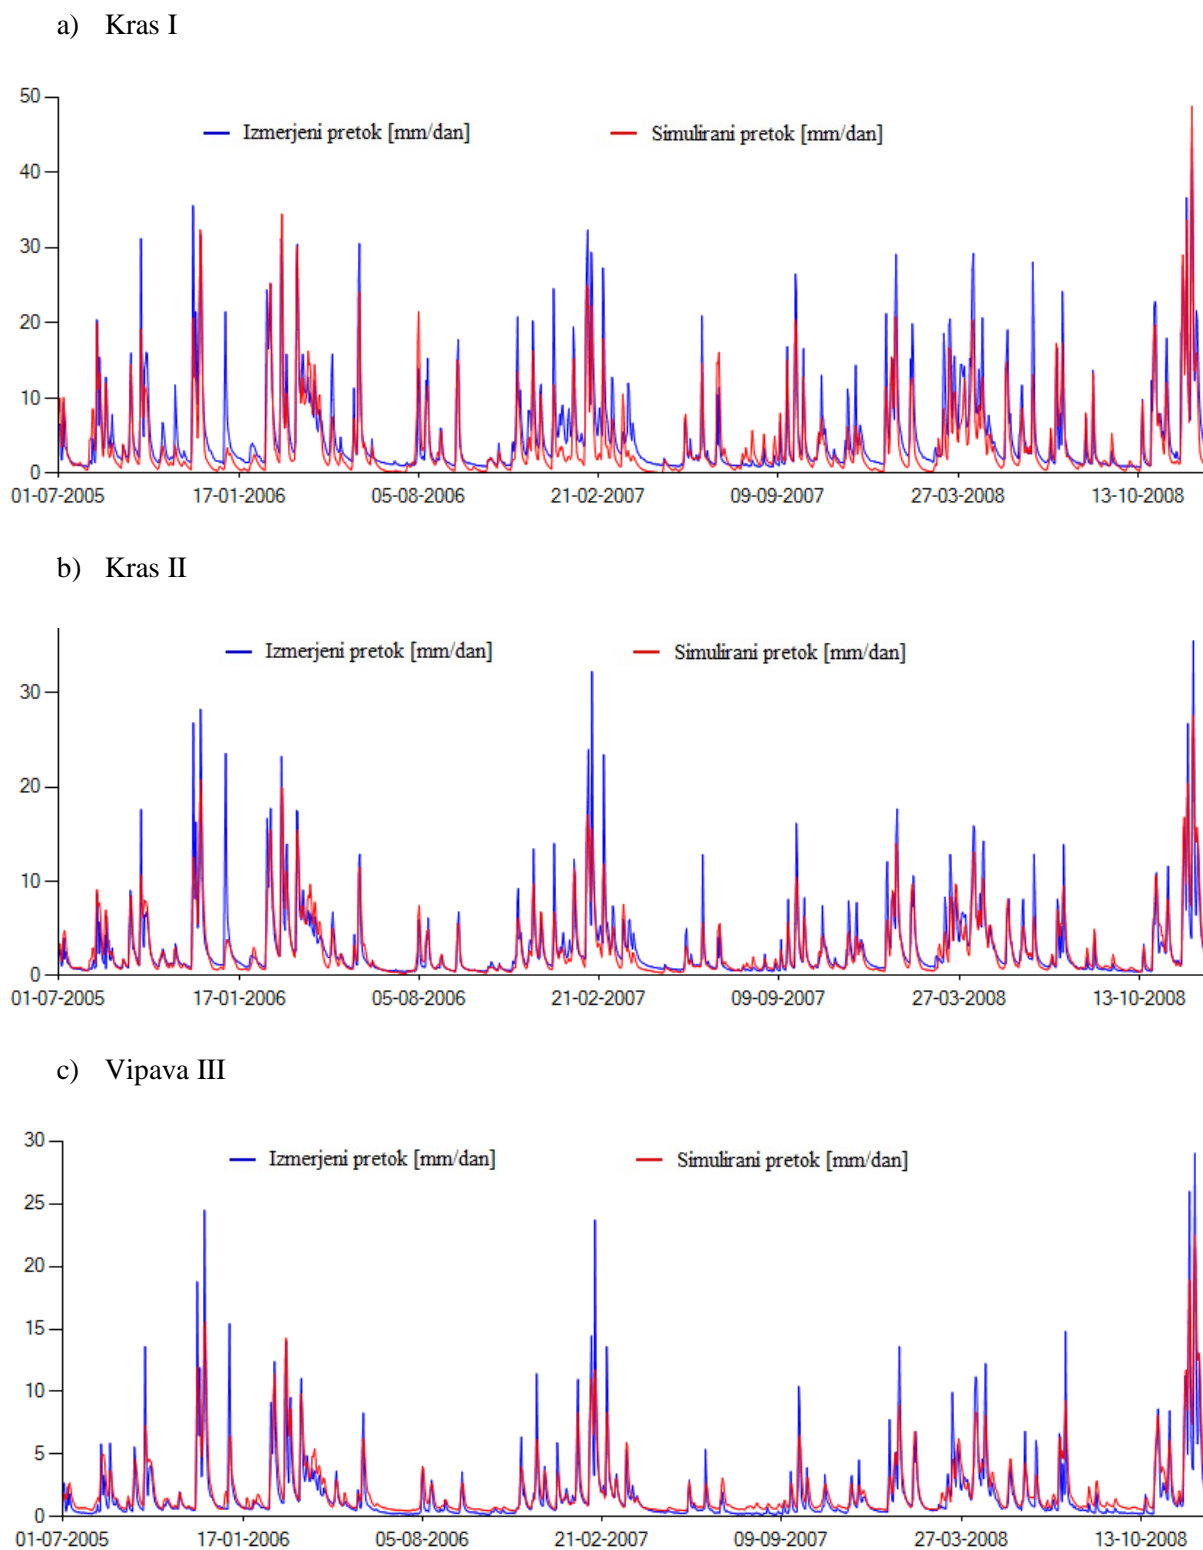 a) Kras I
50
Izmerjeni pretok [mm/dan] Simulirani pretok [mm/dan]
40
30
20
10
0
01-07-2005 17-01-2006 05-08-2006 21-02-2007 09-09-2007 27-03-2008 13-10-2008
b) Kras II
Izmerjeni pretok [mm/dan] Simulirani pretok [mm/dan]
30
20
10
0
01-07-2005 17-01-2006 05-08-2006 21-02-2007 09-09-2007 27-03-2008 13-10-2008
c) Vipava III
30
Izmerjeni pretok [mm/dan] Simulirani pretok [mm/dan]
25
20
15
10
5
0
01-07-2005 17-01-2006 05-08-2006 21-02-2007 09-09-2007 27-03-2008 13-10-2008